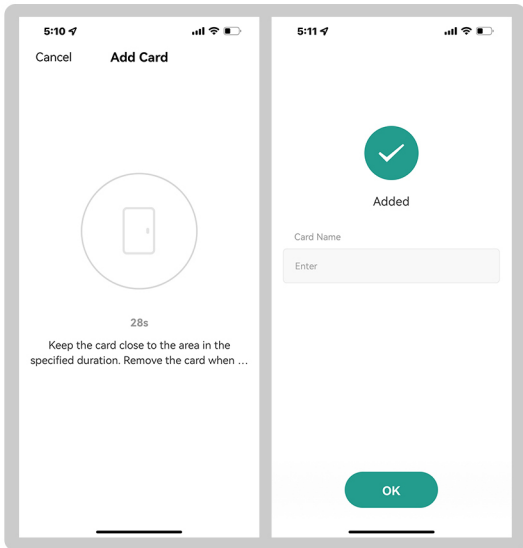 5:10
Cancel
Add Card
28s
Keep the card close to the area in the
specified duration. Remove the card when ...
5:11
Added
Card Name
Enter
OK